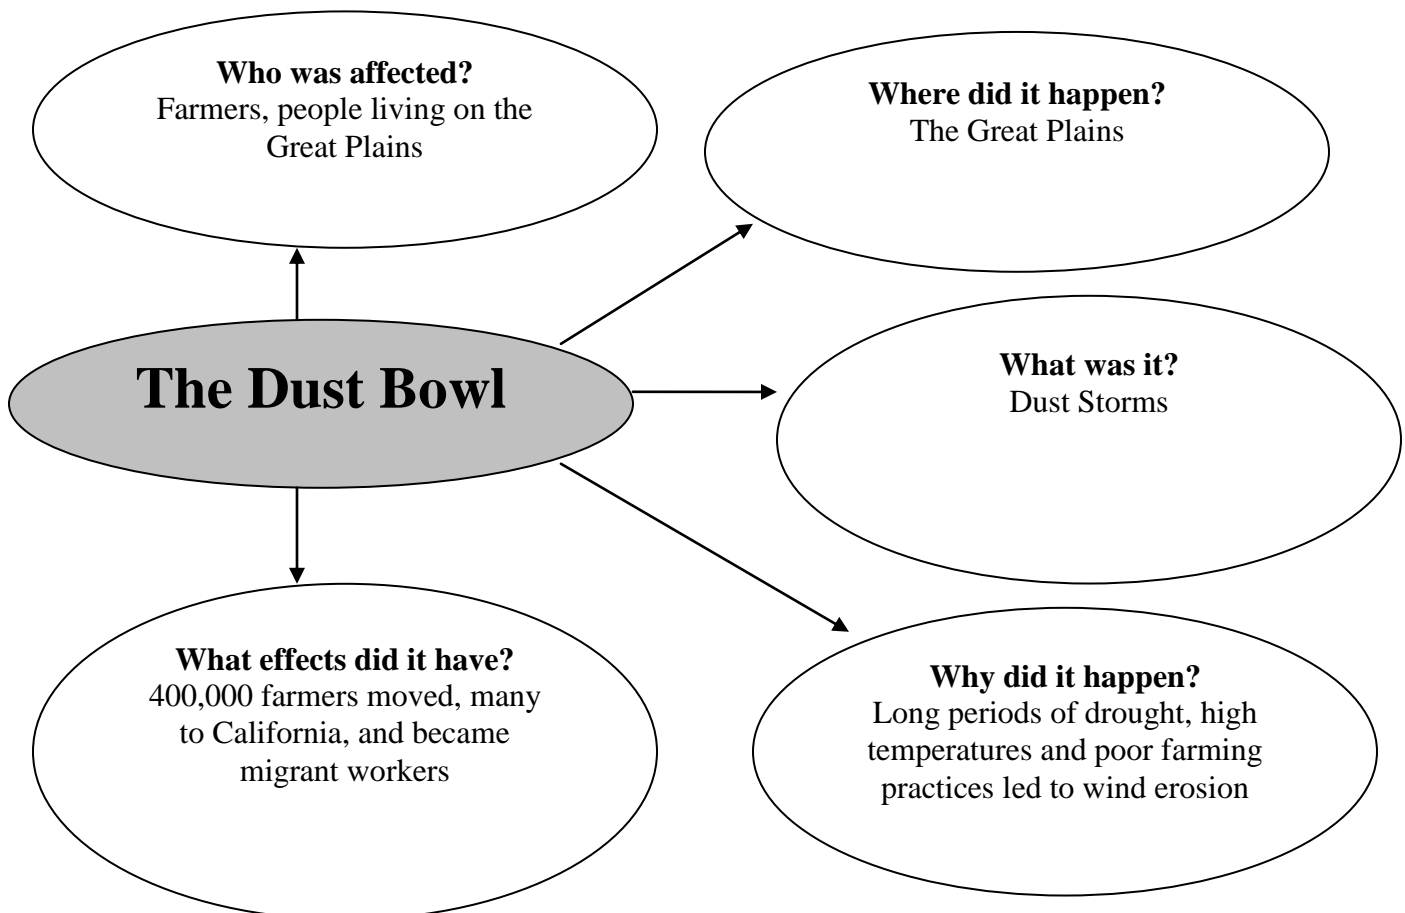 Who was affected?
Farmers, people living on the
Great Plains
Where did it happen?
The Great Plains
The Dust Bowl
What was it?
Dust Storms
What effects did it have?
400,000 farmers moved, many
to California, and became
migrant workers
Why did it happen?
Long periods of drought, high
temperatures and poor farming
practices led to wind erosion